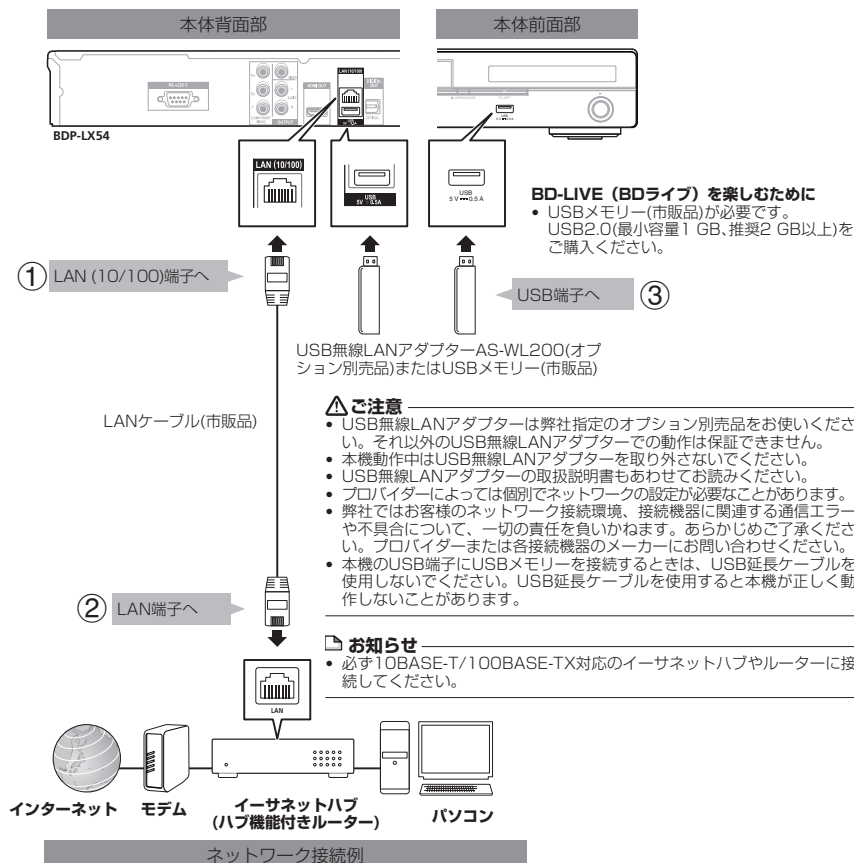 本体背面部
本体前面部
RS-232C
VIDEO
AUDIO
COMPONENT
VIDEO
OUTPUT
HDMI OUT
LAN (10/100)
DIGITAL
OUT
OPTICAL
BDP-LX54
LAN (10/100)
USB
5V 0.5A
USB
5V 0.5A
BD-LIVE（BDライブ）を楽しむために
• USBメモリー(市販品)が必要です。
USB2.0(最小容量1 GB、推奨2 GB以上)を
ご購入ください。
① LAN (10/100)端子へ
USB端子へ ③
USB無線LANアダプターAS-WL200(オプ
ション別売品)またはUSBメモリー(市販品)
LANケーブル(市販品)
ご注意
• USB無線LANアダプターは弊社指定のオプション別売品をお使いくださ
い。それ以外のUSB無線LANアダプターでの動作は保証できません。
• 本機動作中はUSB無線LANアダプターを取り外さないでください。
• USB無線LANアダプターの取扱説明書もあわせてお読みください。
• プロバイダーによっては個別でネットワークの設定が必要なことがあります。
• 弊社ではお客様のネットワーク接続環境、接続機器に関連する通信エラー
や不具合について、一切の責任を負いかねます。あらかじめご了承くださ
い。プロバイダーまたは各接続機器のメーカーにお問い合わせください。
• 本機のUSB端子にUSBメモリーを接続するときは、USB延長ケーブルを
使用しないでください。USB延長ケーブルを使用すると本機が正しく動
作しないことがあります。
② LAN端子へ
お知らせ
• 必ず10BASE-T/100BASE-TX対応のイーサネットハブやルーターに接
続してください。
LAN
インターネット
モデム
イーサネットハブ
(ハブ機能付きルーター)
パソコン
ネットワーク接続例